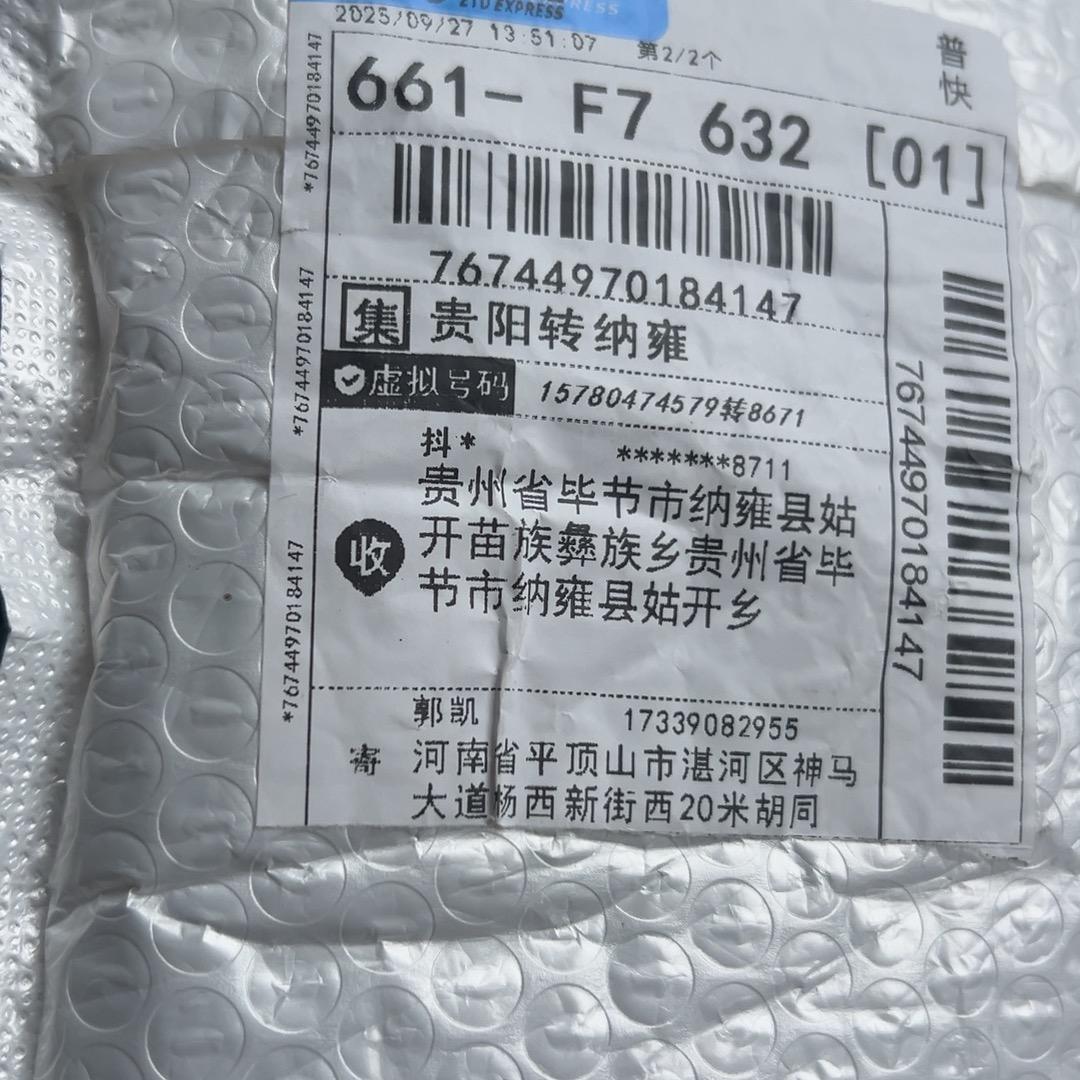 ZTO EXPRESS
2025/09/27 13:51:07 第2/2个
普快
661- F7 632 [01]
76744970184147
集 贵阳转纳雍
虚拟号码 15780474579转8671
抖* *******8711
收
贵州省毕节市纳雍县姑
开苗族彝族乡贵州省毕
节市纳雍县姑开乡
郭凯 17339082955
寄 河南省平顶山市湛河区神马
大道杨西新街西20米胡同
*76744970184147
*76744970184147
*76744970184147
76744970184147